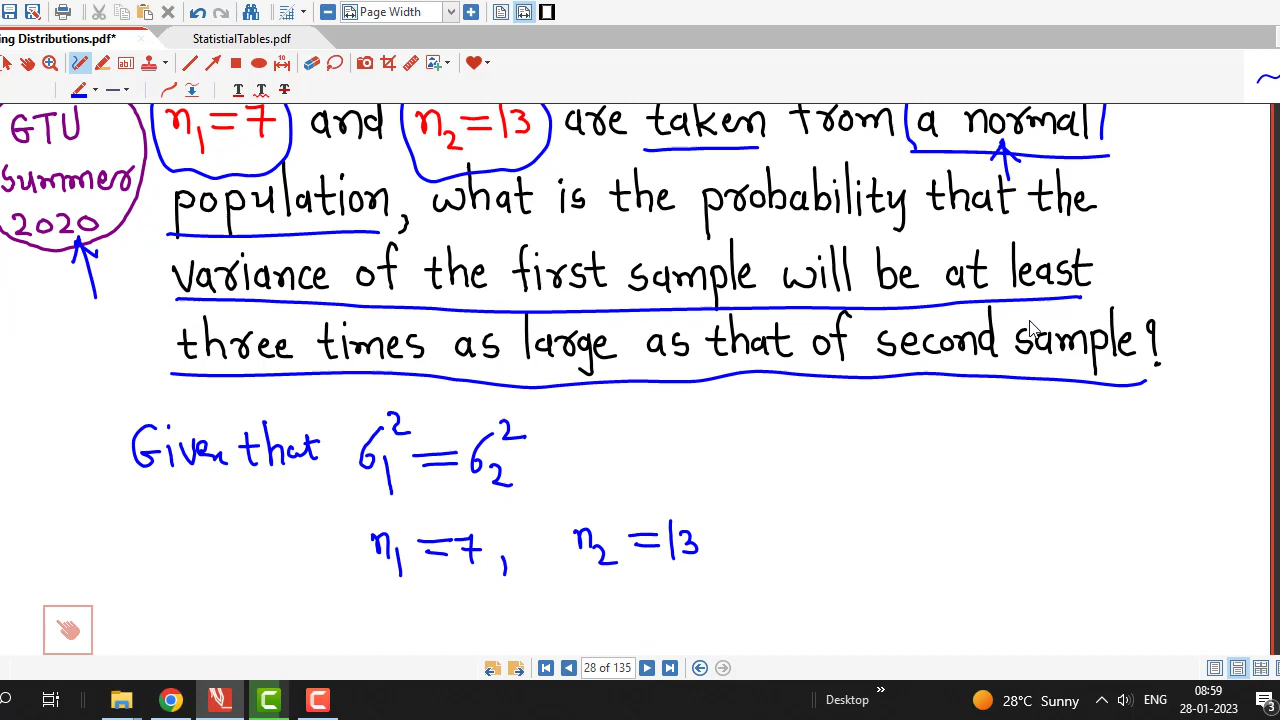 Page Width
ing Distributions.pdf*
StatistialTables.pdf
GTU
Summer
2020
n₁=7 and n₂=13 are taken from a normal
population, what is the probability that the
variance of the first sample will be at least
three times as large as that of second sample?
Given that σ₁²=σ₂²
n₁=7, n₂=13
28 of 135
Desktop
28°C Sunny
ENG
08:59
28-01-2023
3